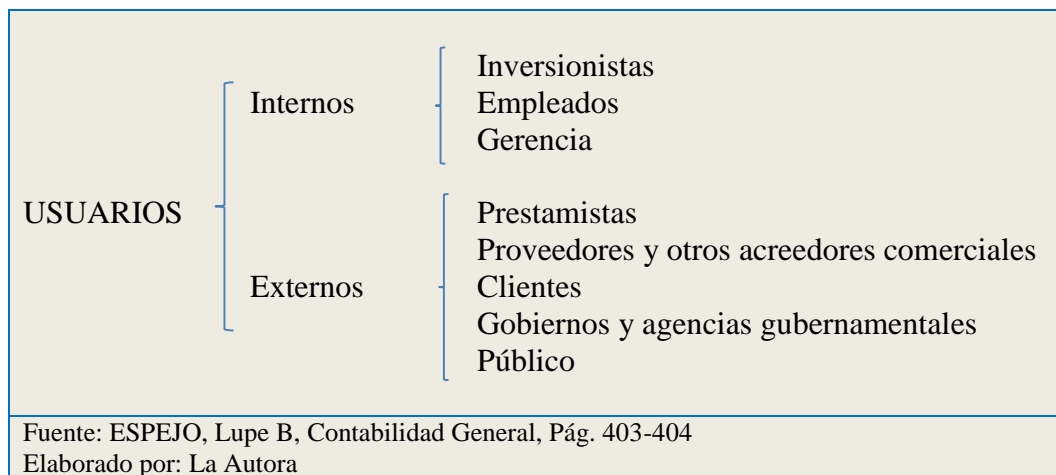 USUARIOS
Internos
Inversionistas
Empleados
Gerencia
Externos
Prestamistas
Proveedores y otros acreedores comerciales
Clientes
Gobiernos y agencias gubernamentales
Público
Fuente: ESPEJO, Lupe B, Contabilidad General, Pág. 403-404
Elaborado por: La Autora